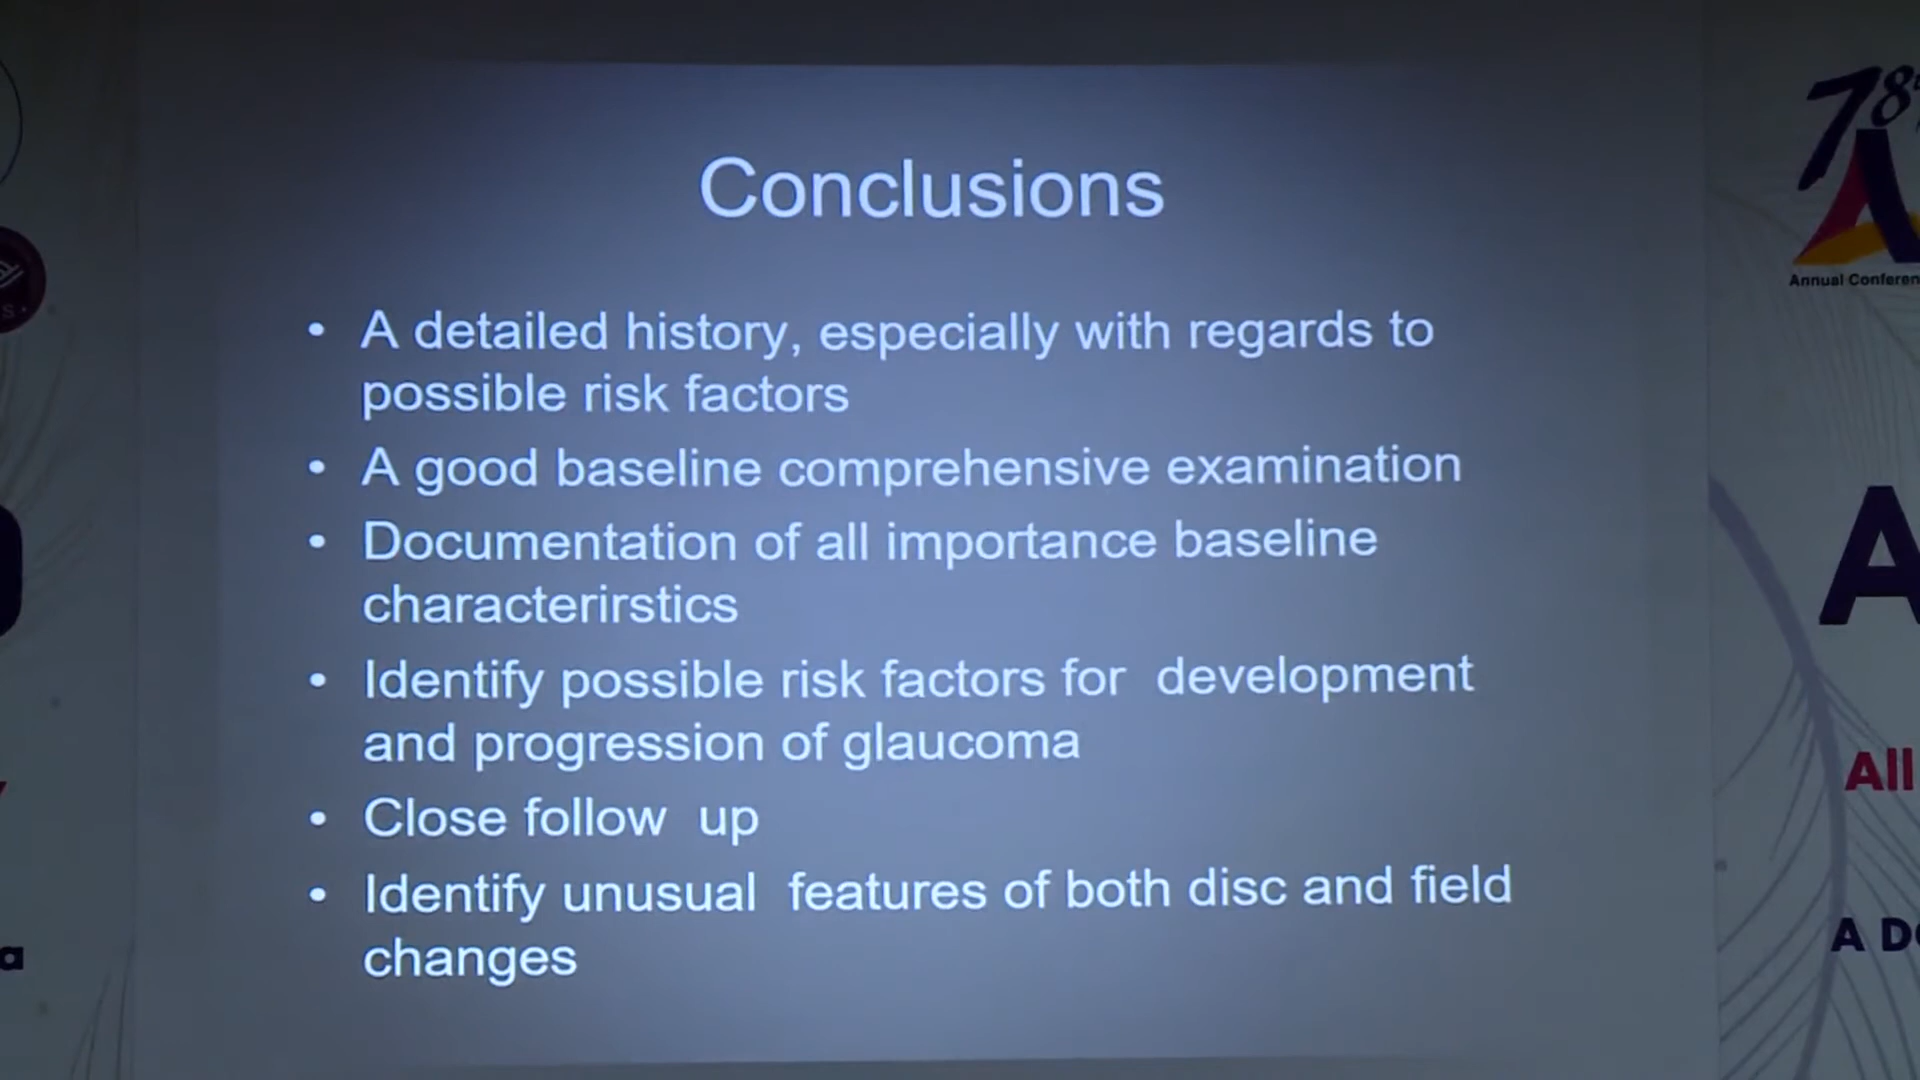 Conclusions
• A detailed history, especially with regards to
possible risk factors
• A good baseline comprehensive examination
• Documentation of all importance baseline
characterirstics
• Identify possible risk factors for development
and progression of glaucoma
• Close follow up
• Identify unusual features of both disc and field
changes
78
Annual
A
All
A
a